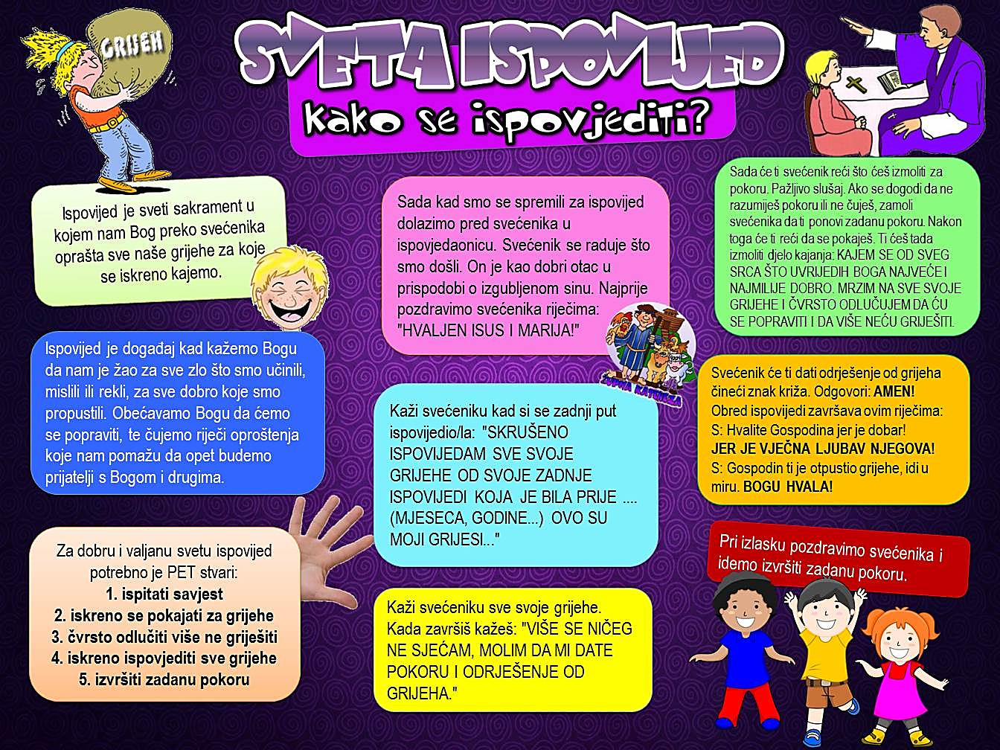 GRIJEH
SVETA ISPOVIJED
kako se ispovjediti?
Ispovijed je sveti sakrament u
kojem nam Bog preko svećenika
oprašta sve naše grijehe za koje
se iskreno kajemo.
Ispovijed je događaj kad kažemo Bogu
da nam je žao za sve zlo što smo učinili,
mislili ili rekli, za sve dobro koje smo
propustili. Obećavamo Bogu da ćemo
se popraviti, te čujemo riječi oproštenja
koje nam pomažu da opet budemo
prijatelji s Bogom i drugima.
Za dobru i valjanu svetu ispovijed
potrebno je PET stvari:
1. ispitati savjest
2. iskreno se pokajati za grijehe
3. čvrsto odlučiti više ne griješiti
4. iskreno ispovjediti sve grijehe
5. izvršiti zadanu pokoru
Sada kad smo se spremili za ispovijed
dolazimo pred svećenika u
ispovjedaonicu. Svećenik se raduje što
smo došli. On je kao dobri otac u
prispodobi o izgubljenom sinu. Najprije
pozdravimo svećenika riječima:
"HVALJEN ISUS I MARIJA!"
ŽUPNA KATEHEZA
Kaži svećeniku kad si se zadnji put
ispovijedio/la: "SKRUŠENO
ISPOVIJEDAM SVE SVOJE
GRIJEHE OD SVOJE ZADNJE
ISPOVIJEDI KOJA JE BILA PRIJE ....
(MJESECA, GODINE...) OVO SU
MOJI GRIJESI..."
Kaži svećeniku sve svoje grijehe.
Kada završiš kažeš: "VIŠE SE NIČEG
NE SJEĆAM, MOLIM DA MI DATE
POKORU I ODRJEŠENJE OD
GRIJEHA."
Sada će ti svećenik reći što ćeš izmoliti za
pokoru. Pažljivo slušaj. Ako se dogodi da ne
razumiješ pokoru ili ne čuješ, zamoli
svećenika da ti ponovi zadanu pokoru. Nakon
toga će ti reći da se pokaješ. Ti ćeš tada
izmoliti djelo kajanja: KAJEM SE OD SVEG
SRCA ŠTO UVRIJEDIH BOGA NAJVEĆE I
NAJMILIJE DOBRO. MRZIM NA SVE SVOJE
GRIJEHE I ČVRSTO ODLUČUJEM DA ĆU
SE POPRAVITI I DA VIŠE NEĆU GRIJEŠITI.
Svećenik će ti dati odrješenje od grijeha
čineći znak križa. Odgovori: AMEN!
Obred ispovijedi završava ovim riječima:
S: Hvalite Gospodina jer je dobar!
JER JE VJEČNA LJUBAV NJEGOVA!
S: Gospodin ti je otpustio grijehe, idi u
miru. BOGU HVALA!
Pri izlasku pozdravimo svećenika i
idemo izvršiti zadanu pokoru.